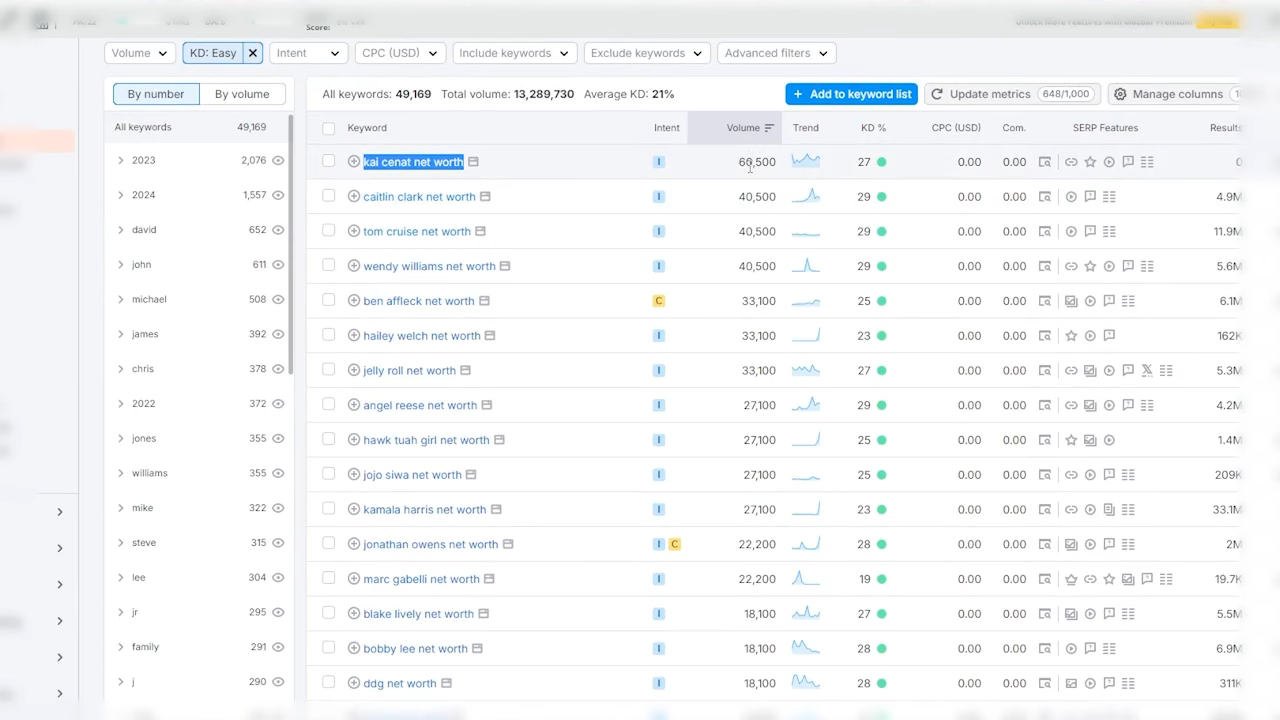 Score:
Volume KD: Easy Intent CPC (USD) Include keywords Exclude keywords Advanced filters
By number By volume
All keywords: 49,169 Total volume: 13,289,730 Average KD: 21%
+ Add to keyword list Update metrics 648/1,000 Manage columns
All keywords 49,169
2023 2,076
2024 1,557
david 652
john 611
michael 508
james 392
chris 378
2022 372
jones 355
williams 355
mike 322
steve 315
lee 304
jr 295
family 291
j 290
Keyword Intent Volume Trend KD % CPC (USD) Com. SERP Features Results
kai cenat net worth I 60,500 27 0.00 0.00 0
caitlin clark net worth I 40,500 29 0.00 0.00 4.9M
tom cruise net worth I 40,500 29 0.00 0.00 11.9M
wendy williams net worth I 40,500 29 0.00 0.00 5.6M
ben affleck net worth C 33,100 25 0.00 0.00 6.1M
hailey welch net worth I 33,100 23 0.00 0.00 162K
jelly roll net worth I 33,100 27 0.00 0.00 5.3M
angel reese net worth I 27,100 29 0.00 0.00 4.2M
hawk tuah girl net worth I 27,100 25 0.00 0.00 1.4M
jojo siwa net worth I 27,100 25 0.00 0.00 209K
kamala harris net worth I 27,100 23 0.00 0.00 33.1M
jonathan owens net worth I C 22,200 28 0.00 0.00 2M
marc gabelli net worth I 22,200 19 0.00 0.00 19.7K
blake lively net worth I 18,100 27 0.00 0.00 5.5M
bobby lee net worth I 18,100 28 0.00 0.00 6.9M
ddg net worth I 18,100 28 0.00 0.00 311K